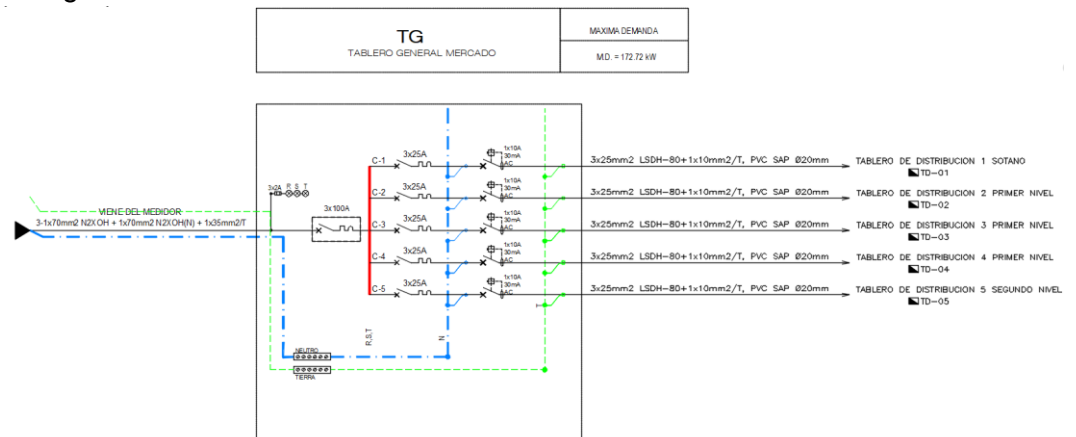 TG
TABLERO GENERAL MERCADO
MAXIMA DEMANDA
M.D. = 172.72 kW
VIENE DEL MEDIDOR
3-1x70mm2 N2XOH + 1x70mm2 N2XOH(N) + 1x35mm2/T
3x2A R S T
3x100A
C-1 3x25A 1x10A
30mA
AC
3x25mm2 LSDH-80+1x10mm2/T, PVC SAP Ø20mm
TABLERO DE DISTRIBUCION 1 SOTANO
TD-01
C-2 3x25A 1x10A
30mA
AC
3x25mm2 LSDH-80+1x10mm2/T, PVC SAP Ø20mm
TABLERO DE DISTRIBUCION 2 PRIMER NIVEL
TD-02
C-3 3x25A 1x10A
30mA
AC
3x25mm2 LSDH-80+1x10mm2/T, PVC SAP Ø20mm
TABLERO DE DISTRIBUCION 3 PRIMER NIVEL
TD-03
C-4 3x25A 1x10A
30mA
AC
3x25mm2 LSDH-80+1x10mm2/T, PVC SAP Ø20mm
TABLERO DE DISTRIBUCION 4 PRIMER NIVEL
TD-04
C-5 3x25A 1x10A
30mA
AC
3x25mm2 LSDH-80+1x10mm2/T, PVC SAP Ø20mm
TABLERO DE DISTRIBUCION 5 SEGUNDO NIVEL
TD-05
R,S,T
N
T
NEUTRO
TIERRA